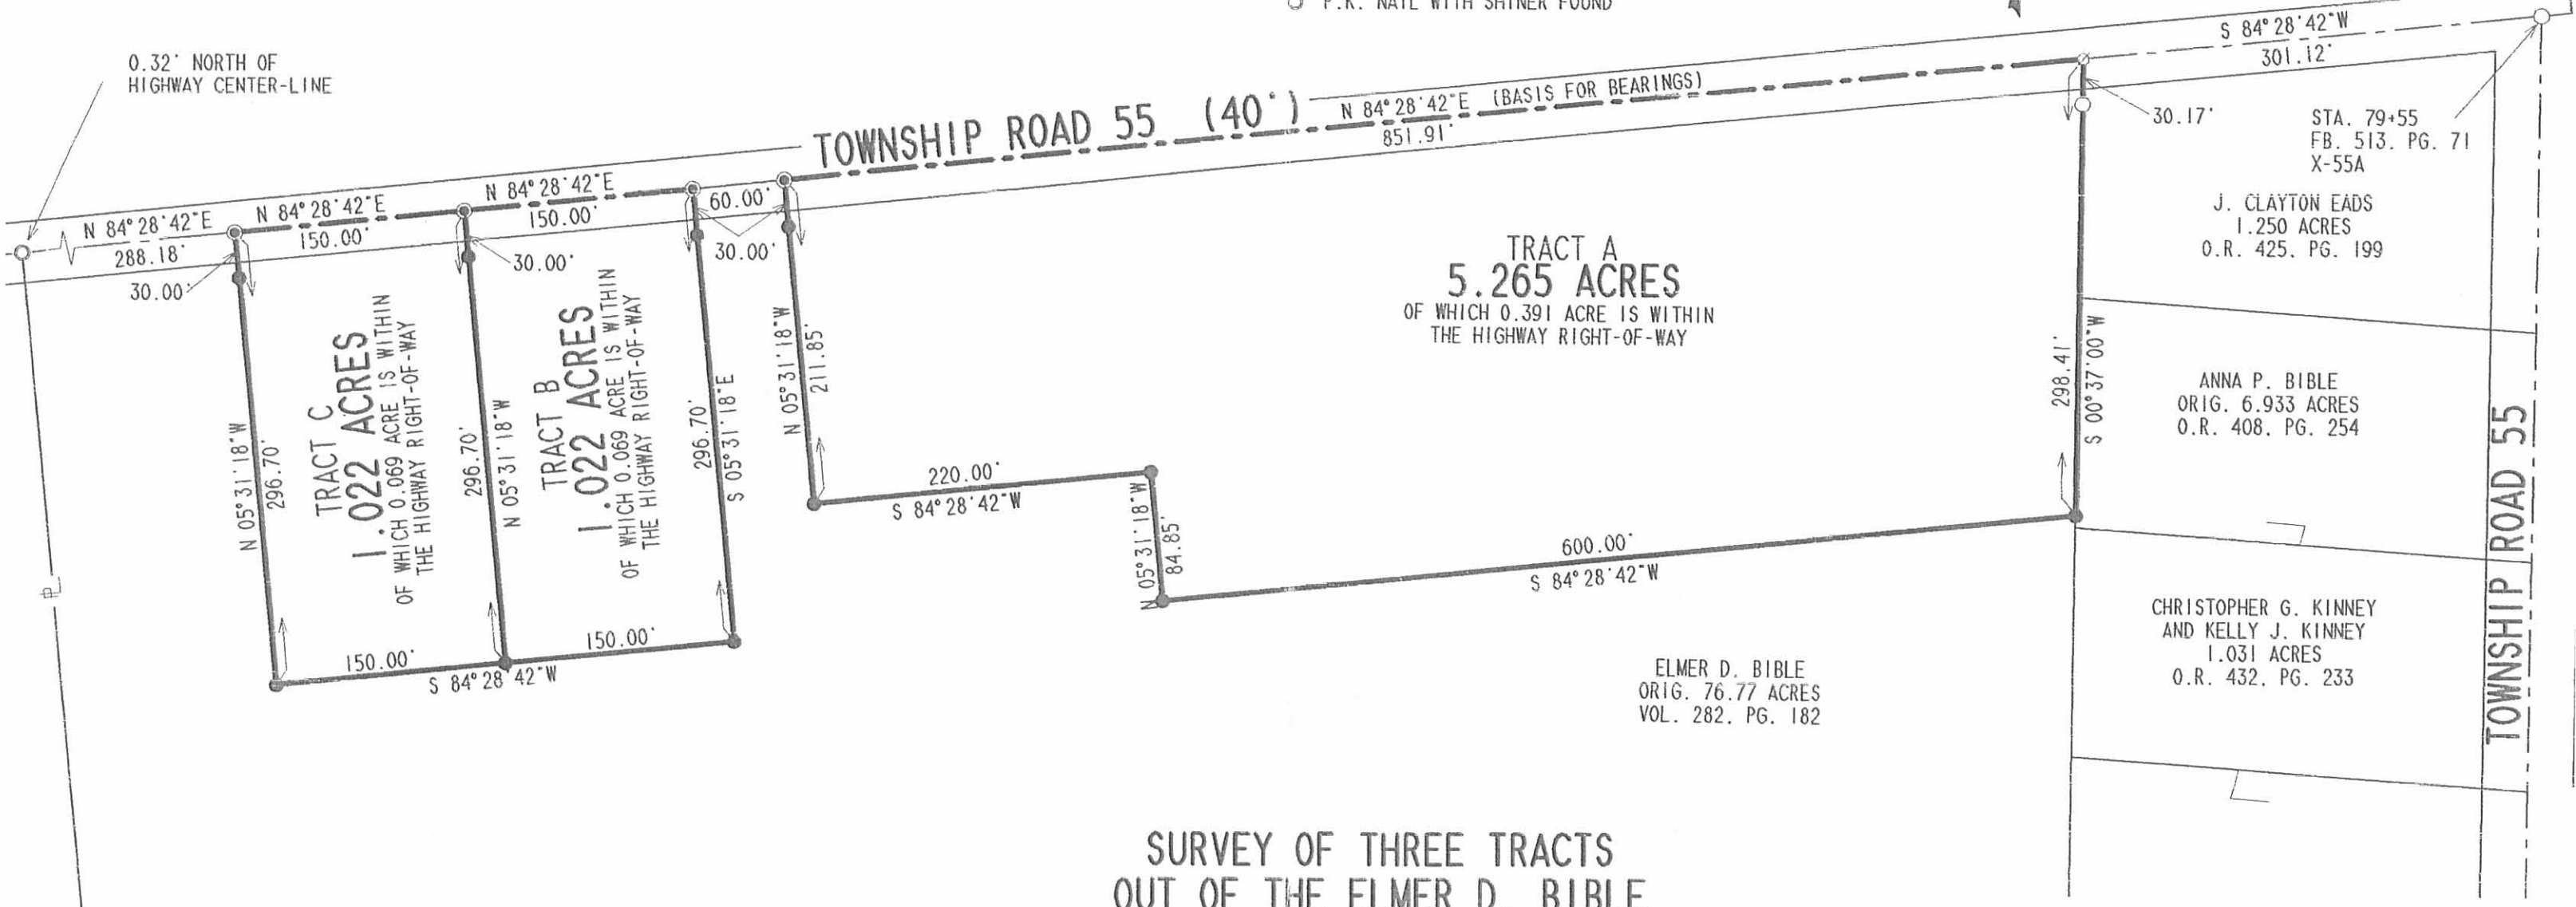 P.K. NAIL WITH SHINER FOUND
0.32' NORTH OF
HIGHWAY CENTER-LINE
S 84°28'42"W
301.12'
TOWNSHIP ROAD 55 (40')
N 84°28'42"E (BASIS FOR BEARINGS)
851.91'
30.17'
STA. 79+55
FB. 513, PG. 71
X-55A
N 84°28'42"E
288.18'
N 84°28'42"E
150.00'
N 84°28'42"E
150.00'
60.00'
30.00'
30.00'
30.00'
J. CLAYTON EADS
1.250 ACRES
O.R. 425, PG. 199
TRACT A
5.265 ACRES
OF WHICH 0.391 ACRE IS WITHIN
THE HIGHWAY RIGHT-OF-WAY
N 05°31'18"W
296.70'
TRACT C
1.022 ACRES
OF WHICH 0.069 ACRE IS WITHIN
THE HIGHWAY RIGHT-OF-WAY
296.70'
N 05°31'18"W
TRACT B
1.022 ACRES
OF WHICH 0.069 ACRE IS WITHIN
THE HIGHWAY RIGHT-OF-WAY
296.70'
S 05°31'18"E
N 05°31'18"W
211.85'
298.41'
S 00°37'00"W
ANNA P. BIBLE
ORIG. 6.933 ACRES
O.R. 408, PG. 254
220.00'
S 84°28'42"W
N 05°31'18"W
84.85'
600.00'
S 84°28'42"W
TOWNSHIP ROAD 55
150.00'
150.00'
S 84°28'42"W
CHRISTOPHER G. KINNEY
AND KELLY J. KINNEY
1.031 ACRES
O.R. 432, PG. 233
ELMER D. BIBLE
ORIG. 76.77 ACRES
VOL. 282, PG. 182
SURVEY OF THREE TRACTS
OUT OF THE ELMER D. BIBLE